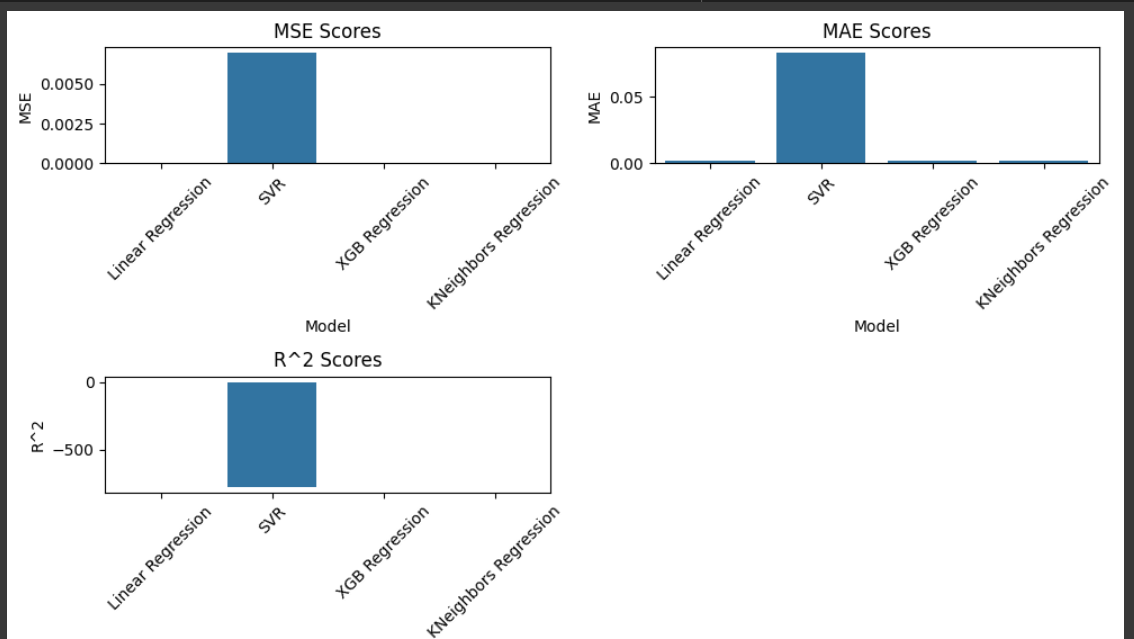 MSE Scores
MSE
0.0050
0.0025
0.0000
Linear Regression
SVR
XGB Regression
KNeighbors Regression
Model
MAE Scores
MAE
0.05
0.00
Linear Regression
SVR
XGB Regression
KNeighbors Regression
Model
R^2 Scores
R^2
0
−500
Linear Regression
SVR
XGB Regression
KNeighbors Regression